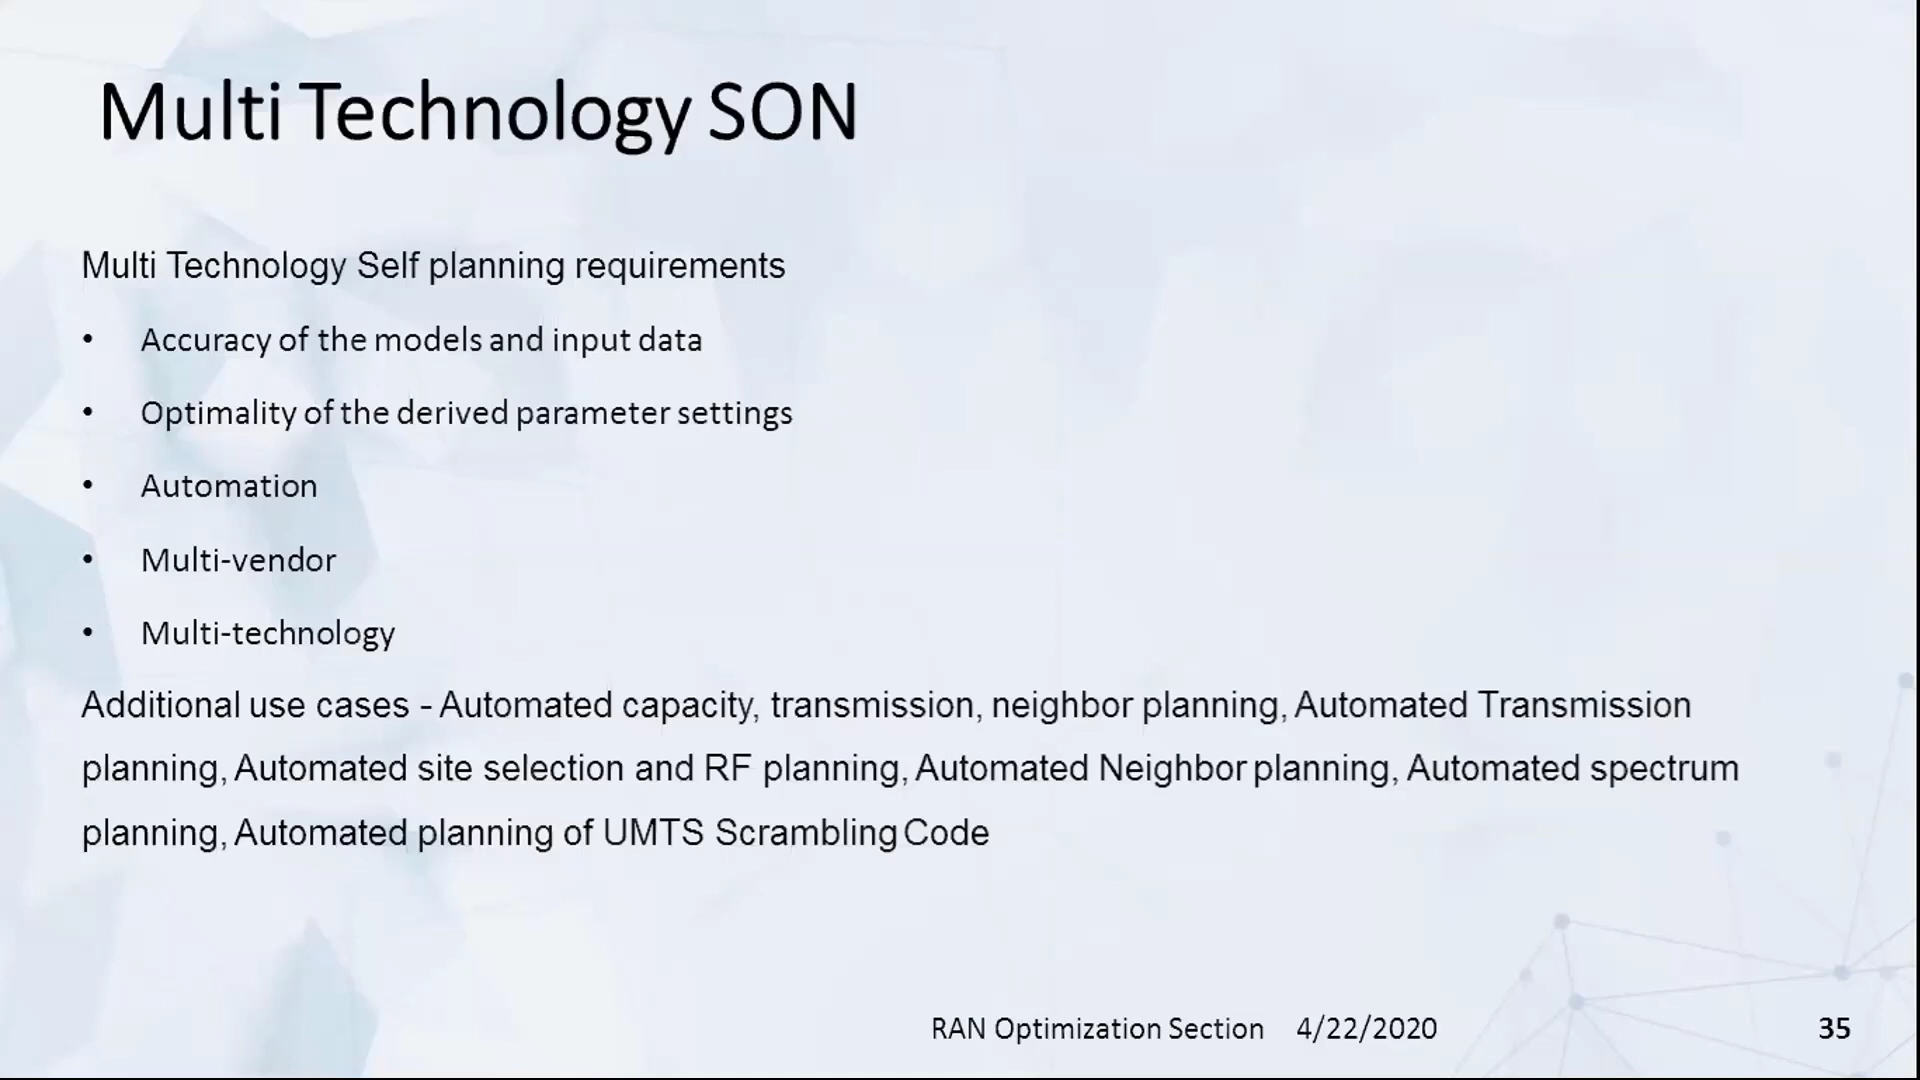 Multi Technology SON
Multi Technology Self planning requirements
• Accuracy of the models and input data
• Optimality of the derived parameter settings
• Automation
• Multi-vendor
• Multi-technology
Additional use cases - Automated capacity, transmission, neighbor planning, Automated Transmission
planning, Automated site selection and RF planning, Automated Neighbor planning, Automated spectrum
planning, Automated planning of UMTS Scrambling Code
RAN Optimization Section 4/22/2020 35